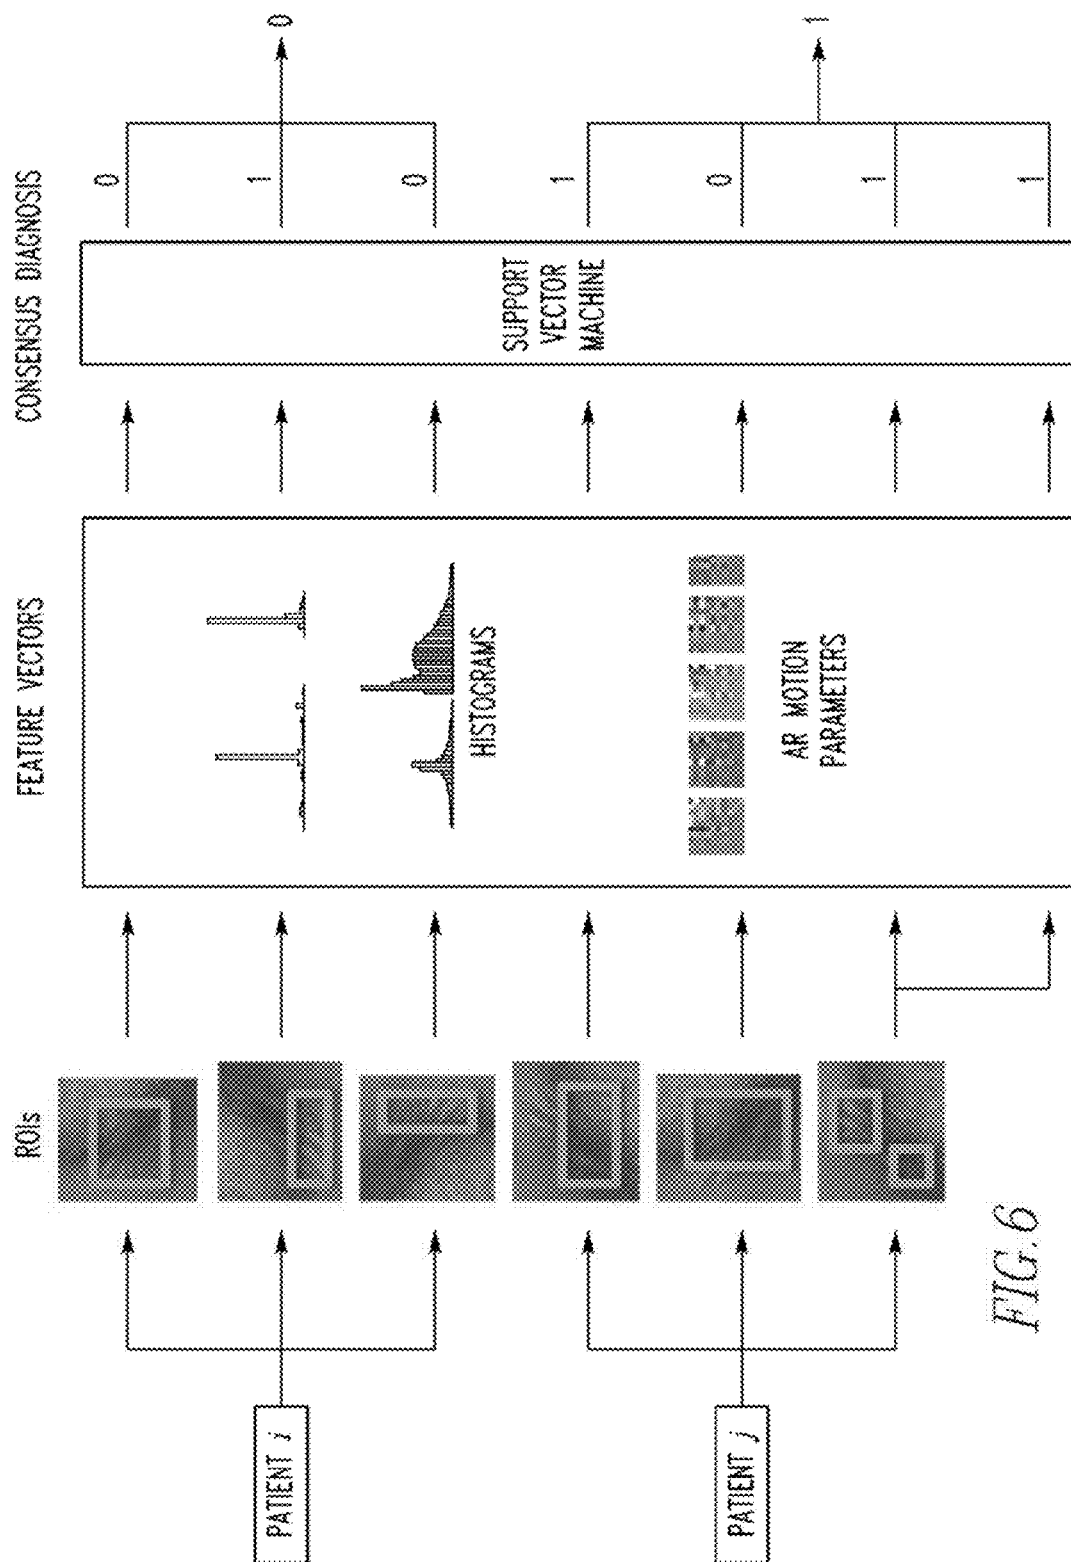 ROIs
FEATURE VECTORS
CONSENSUS DIAGNOSIS
PATIENT i
PATIENT j
HISTOGRAMS
AR MOTION
PARAMETERS
SUPPORT
VECTOR
MACHINE
0
1
0
1
0
1
1
0
1
FIG. 6